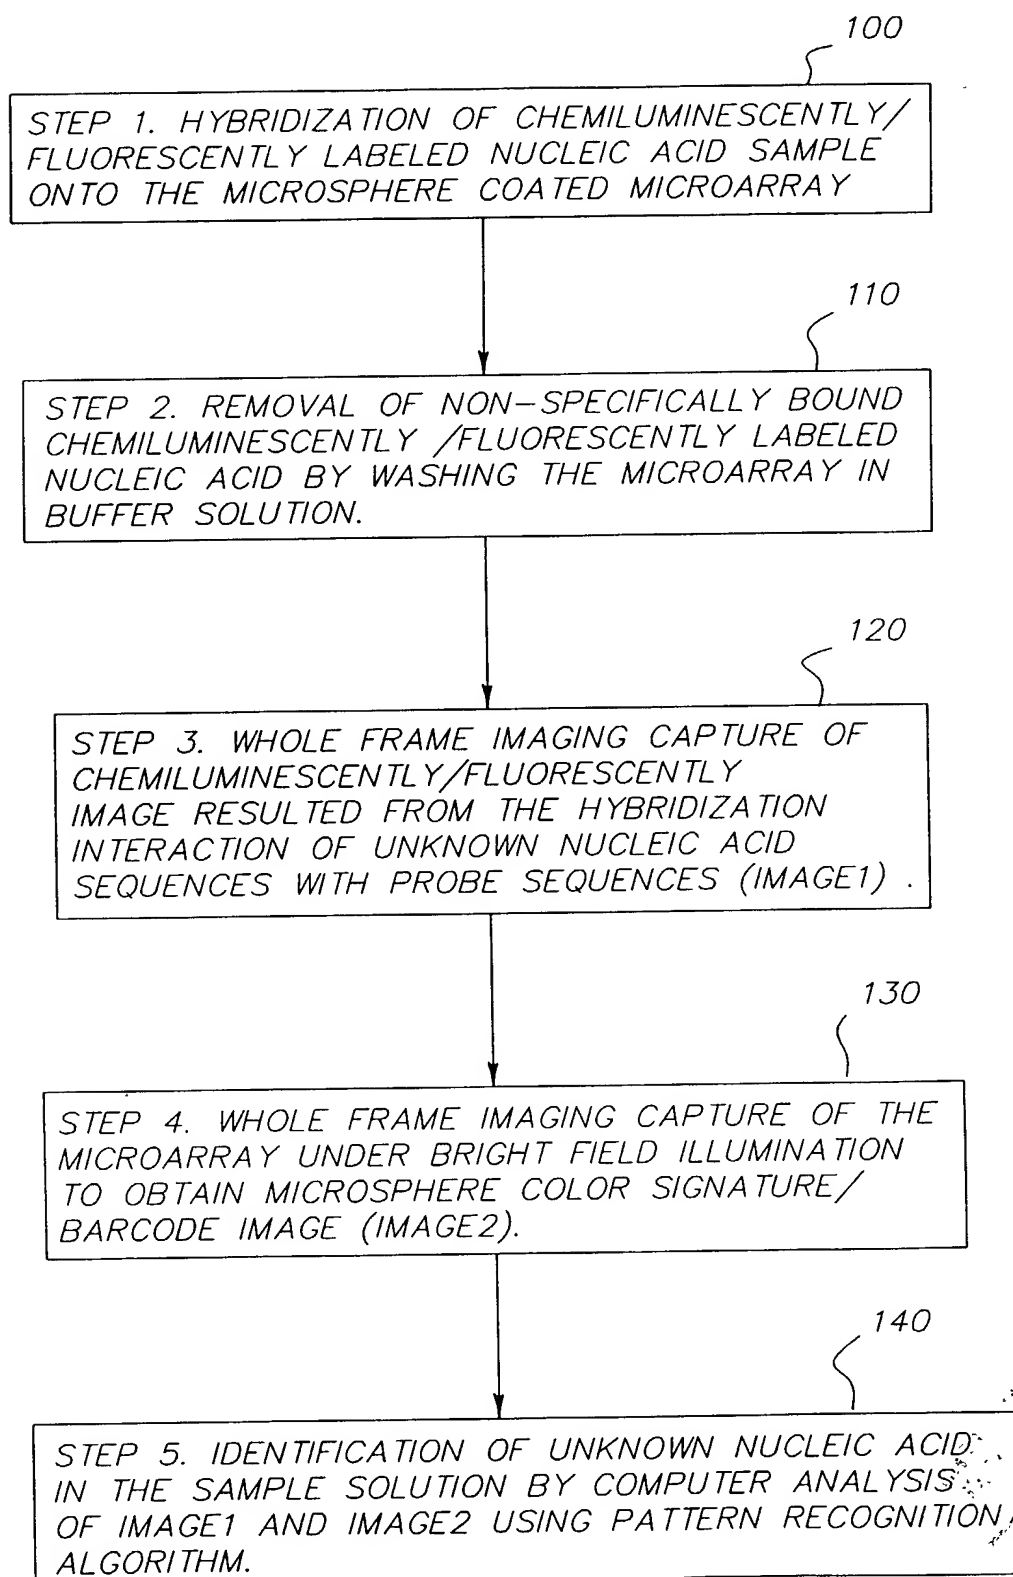 100
STEP 1. HYBRIDIZATION OF CHEMILUMINESCENTLY/
FLUORESCENTLY LABELED NUCLEIC ACID SAMPLE
ONTO THE MICROSPHERE COATED MICROARRAY
110
STEP 2. REMOVAL OF NON-SPECIFICALLY BOUND
CHEMILUMINESCENTLY /FLUORESCENTLY LABELED
NUCLEIC ACID BY WASHING THE MICROARRAY IN
BUFFER SOLUTION.
120
STEP 3. WHOLE FRAME IMAGING CAPTURE OF
CHEMILUMINESCENTLY/FLUORESCENTLY
IMAGE RESULTED FROM THE HYBRIDIZATION
INTERACTION OF UNKNOWN NUCLEIC ACID
SEQUENCES WITH PROBE SEQUENCES (IMAGE1) .
130
STEP 4. WHOLE FRAME IMAGING CAPTURE OF THE
MICROARRAY UNDER BRIGHT FIELD ILLUMINATION
TO OBTAIN MICROSPHERE COLOR SIGNATURE/
BARCODE IMAGE (IMAGE2).
140
STEP 5. IDENTIFICATION OF UNKNOWN NUCLEIC ACID
IN THE SAMPLE SOLUTION BY COMPUTER ANALYSIS
OF IMAGE1 AND IMAGE2 USING PATTERN RECOGNITION
ALGORITHM.